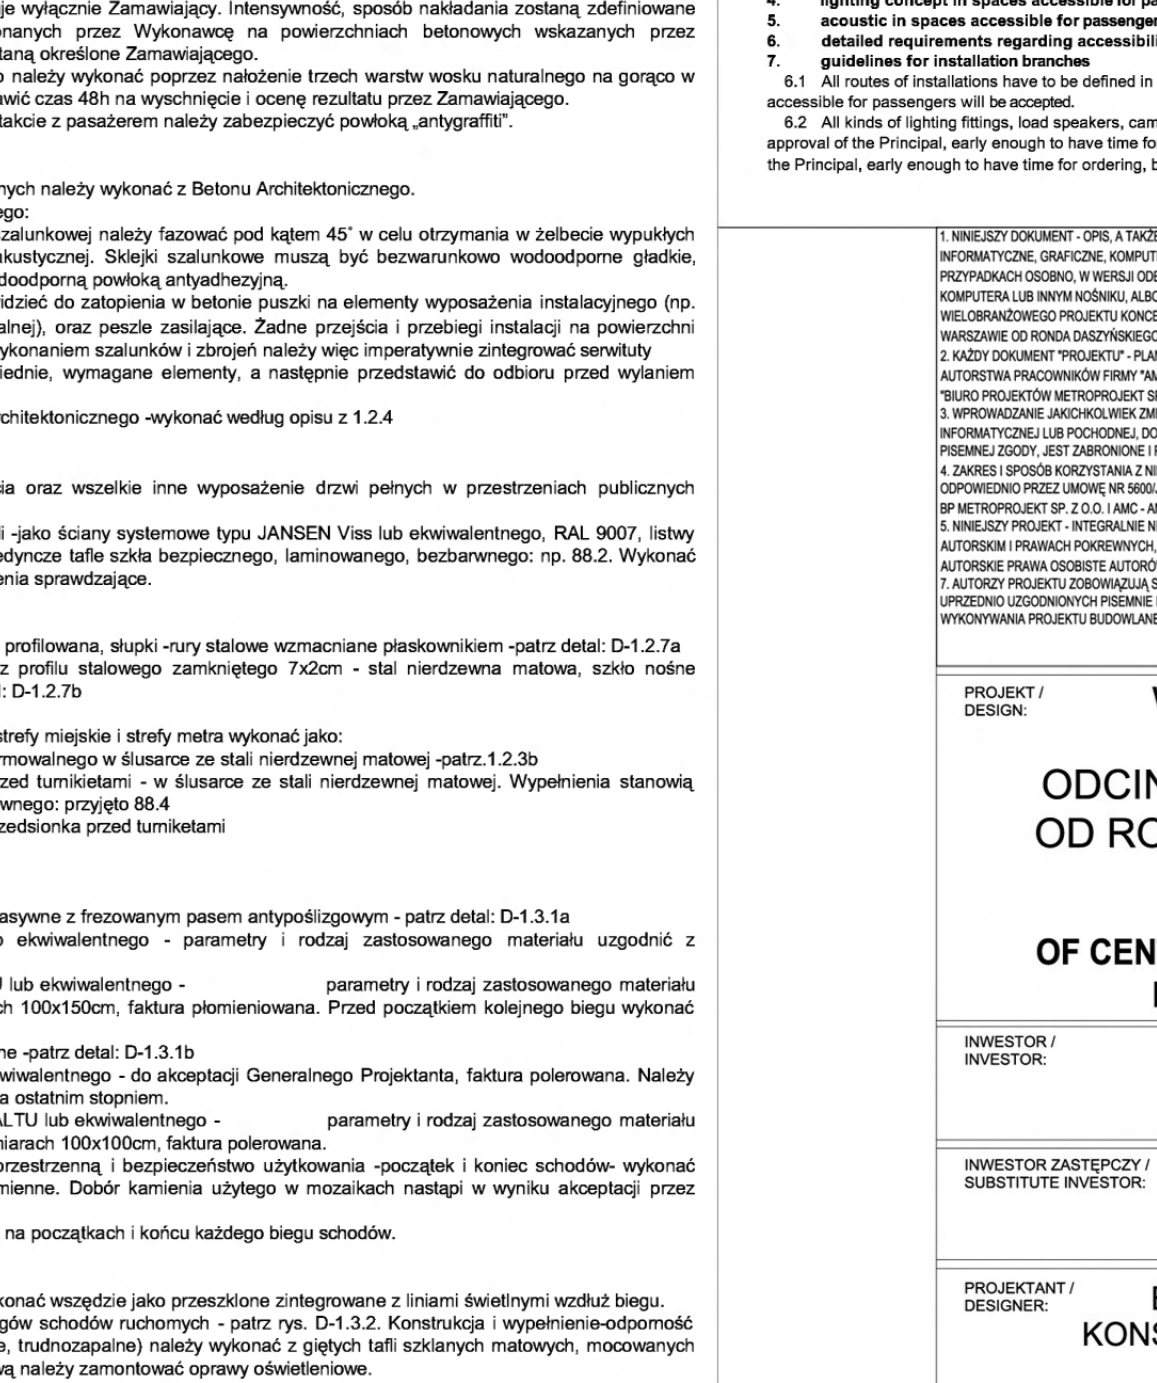 je wyłącznie Zamawiający. Intensywność, sposób nakładania zostaną zdefiniowane
onanych przez Wykonawcę na powierzchniach betonowych wskazanych przez
taną określone Zamawiającego.
o należy wykonać poprzez nałożenie trzech warstw wosku naturalnego na gorąco w
awić czas 48h na wyschnięcie i ocenę rezultatu przez Zamawiającego.
takcie z pasażerem należy zabezpieczyć powłoką „antygraffiti”.
nych należy wykonać z Betonu Architektonicznego.
ego:
szalunkowej należy fazować pod kątem 45° w celu otrzymania w żelbecie wypukłych
akustycznej. Sklejki szalunkowe muszą być bezwarunkowo wodoodporne gładkie,
doodporną powłoką antyadhezyjną.
idzieć do zatopienia w betonie puszki na elementy wyposażenia instalacyjnego (np.
alnej), oraz peszle zasilające. Żadne przejścia i przebiegi instalacji na powierzchni
ykonaniem szalunków i zbrojeń należy więc imperatywnie zintegrować serwituty
iednie, wymagane elementy, a następnie przedstawić do odbioru przed wylaniem
chitektonicznego -wykonać według opisu z 1.2.4
ia oraz wszelkie inne wyposażenie drzwi pełnych w przestrzeniach publicznych
li -jako ściany systemowe typu JANSEN Viss lub ekwiwalentnego, RAL 9007, listwy
edyncze tafle szkła bezpiecznego, laminowanego, bezbarwnego: np. 88.2. Wykonać
enia sprawdzające.
profilowana, słupki -rury stalowe wzmacniane płaskownikiem -patrz detal: D-1.2.7a
z profilu stalowego zamkniętego 7x2cm - stal nierdzewna matowa, szkło nośne
l: D-1.2.7b
strefy miejskie i strefy metra wykonać jako:
rmowalnego w ślusarce ze stali nierdzewnej matowej -patrz.1.2.3b
zed turnikietami - w ślusarce ze stali nierdzewnej matowej. Wypełnienia stanowią
wnego: przyjęto 88.4
zedsionka przed turniketami
asywne z frezowanym pasem antypoślizgowym - patrz detal: D-1.3.1a
o ekwiwalentnego - parametry i rodzaj zastosowanego materiału uzgodnić z
U lub ekwiwalentnego - parametry i rodzaj zastosowanego materiału
ch 100x150cm, faktura płomieniowana. Przed początkiem kolejnego biegu wykonać
ne -patrz detal: D-1.3.1b
wiwalentnego - do akceptacji Generalnego Projektanta, faktura polerowana. Należy
a ostatnim stopniem.
ALTU lub ekwiwalentnego - parametry i rodzaj zastosowanego materiału
niarach 100x100cm, faktura polerowana.
orzestrzenną i bezpieczeństwo użytkowania -początek i koniec schodów- wykonać
mienne. Dobór kamienia użytego w mozaikach nastąpi w wyniku akceptacji przez
na początkach i końcu każdego biegu schodów.
konać wszędzie jako przeszklone zintegrowane z liniami świetlnymi wzdłuż biegu.
gów schodów ruchomych - patrz rys. D-1.3.2. Konstrukcja i wypełnienie-odporność
e, trudnozapalne) należy wykonać z giętych tafli szklanych matowych, mocowanych
wą należy zamontować oprawy oświetleniowe.
4. lighting concept in spaces accessible for pa
5. acoustic in spaces accessible for passenger
6. detailed requirements regarding accessibili
7. guidelines for installation branches
6.1 All routes of installations have to be defined in
accessible for passengers will be accepted.
6.2 All kinds of lighting fittings, load speakers, cam
approval of the Principal, early enough to have time fo
the Principal, early enough to have time for ordering, b
1. NINIEJSZY DOKUMENT - OPIS, A TAKŻE
INFORMATYCZNE, GRAFICZNE, KOMPUT
PRZYPADKACH OSOBNO, W WERSJI ODB
KOMPUTERA LUB INNYM NOŚNIKU, ALBO
WIELOBRANŻOWEGO PROJEKTU KONCE
WARSZAWIE OD RONDA DASZYŃSKIEGO
2. KAŻDY DOKUMENT "PROJEKTU" - PLAN
AUTORSTWA PRACOWNIKÓW FIRMY "AM
"BIURO PROJEKTÓW METROPROJEKT SP
3. WPROWADZANIE JAKICHKOLWIEK ZMI
INFORMATYCZNEJ LUB POCHODNEJ, DO
PISEMNEJ ZGODY, JEST ZABRONIONE I P
4. ZAKRES I SPOSÓB KORZYSTANIA Z NI
ODPOWIEDNIO PRZEZ UMOWĘ NR 5600/
BP METROPROJEKT SP. Z O.O. I AMC - A
5. NINIEJSZY PROJEKT - INTEGRALNIE NI
AUTORSKIM I PRAWACH POKREWNYCH,
AUTORSKIE PRAWA OSOBISTE AUTORÓ
7. AUTORZY PROJEKTU ZOBOWIĄZUJĄ S
UPRZEDNIO UZGODNIONYCH PISEMNIE
WYKONYWANIA PROJEKTU BUDOWLANE
PROJEKT /
DESIGN:
ODCIN
OD RO
OF CEN
INWESTOR /
INVESTOR:
INWESTOR ZASTĘPCZY /
SUBSTITUTE INVESTOR:
PROJEKTANT /
DESIGNER:
KONS